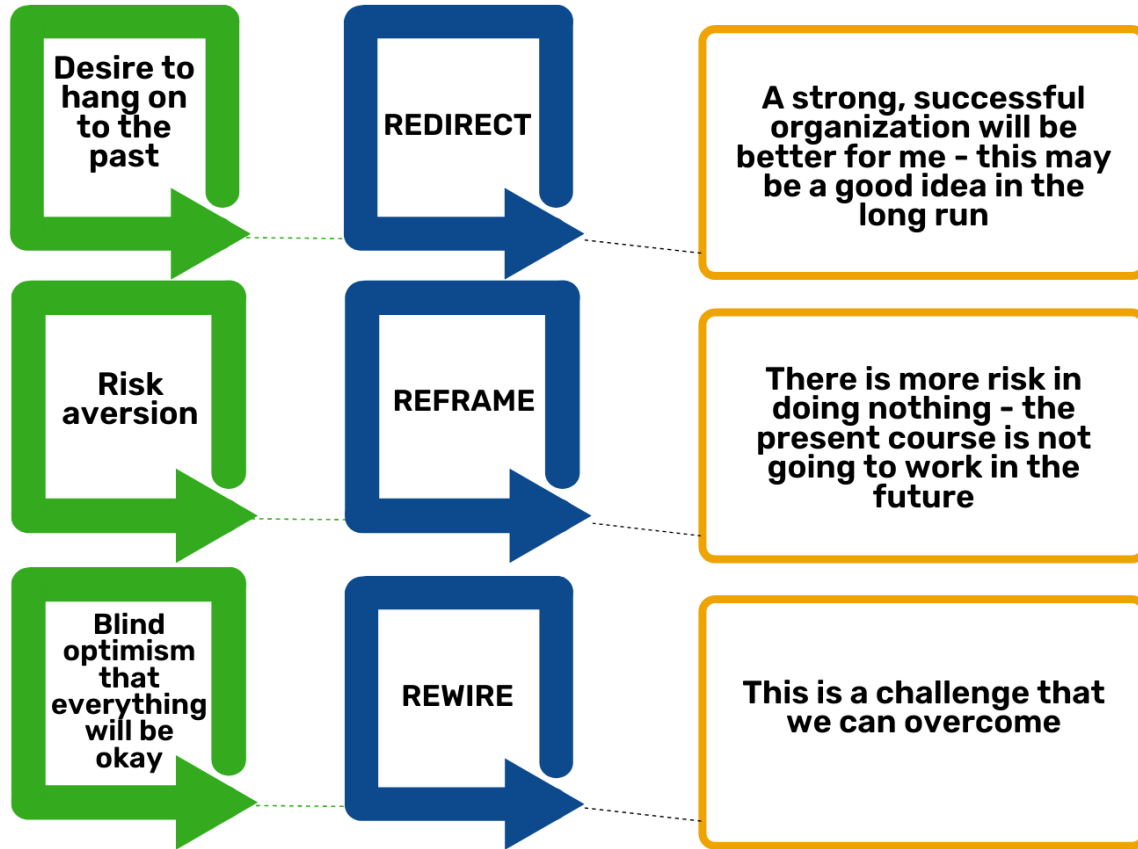 Desire to
hang on
to the
past
REDIRECT
A strong, successful
organization will be
better for me - this may
be a good idea in the
long run
Risk
aversion
REFRAME
There is more risk in
doing nothing - the
present course is not
going to work in the
future
Blind
optimism
that
everything
will be
okay
REWIRE
This is a challenge that
we can overcome